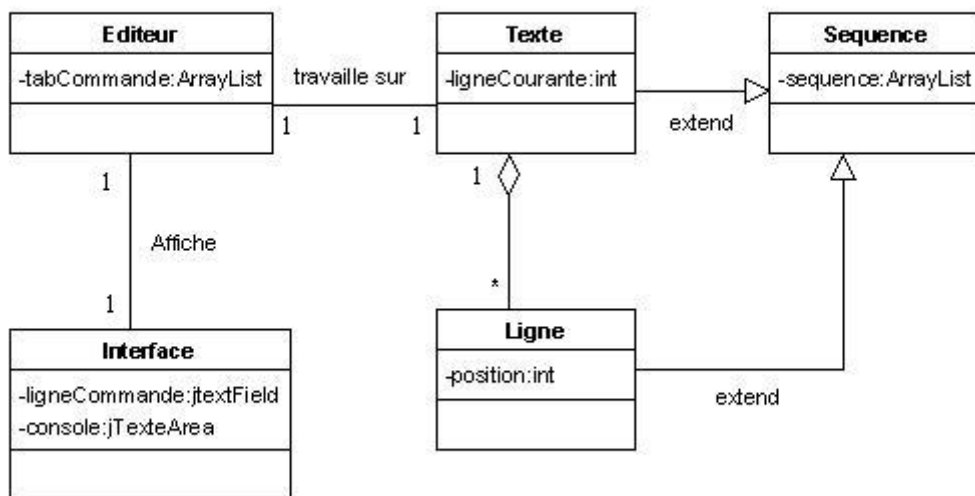 Editeur
-tabCommande:ArrayList
travaille sur
1
1
Texte
-ligneCourante:int
extend
Sequence
-sequence:ArrayList
1
Affiche
1
1
*
Interface
-ligneCommande:jtextField
-console:jTexteArea
Ligne
-position:int
extend